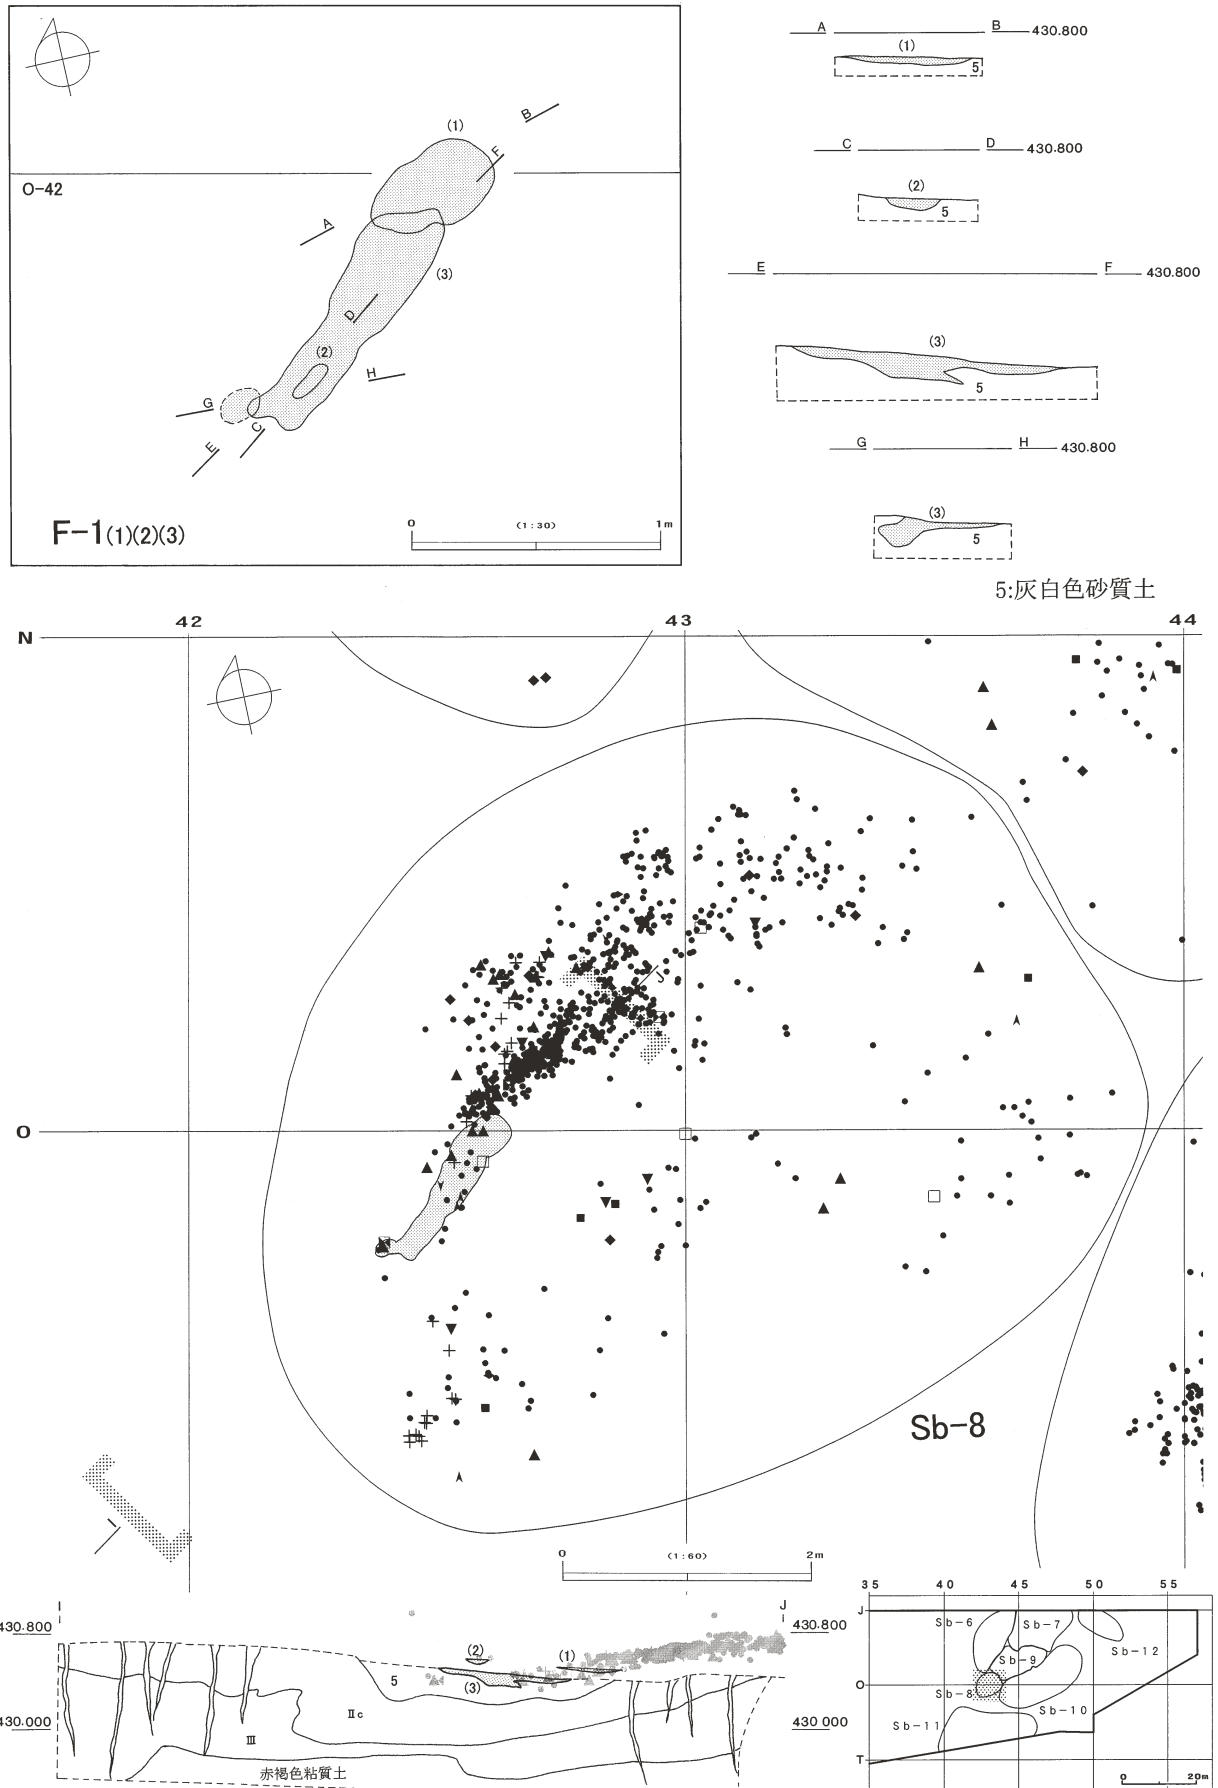 A B 430.800
(1)
5
C D 430.800
(2)
5
E F 430.800
(3)
5
G H 430.800
(3)
5
5:灰白色砂質土
(1)
B
F
O-42
A
(3)
D
(2)
H
G
C
E
F-1(1)(2)(3)
0 (1:30) 1m
42 43 44
N
J
O
Sb-8
I
0 (1:60) 2m
I J
430.800 430.800
(2) (1)
5
(3)
430.000 430.000
Ⅱc
Ⅲ
赤褐色粘質土
35 40 45 50 55
J
Sb-6 Sb-7
Sb-12
Sb-9
O
Sb-8
Sb-10
Sb-11
T
0 20m